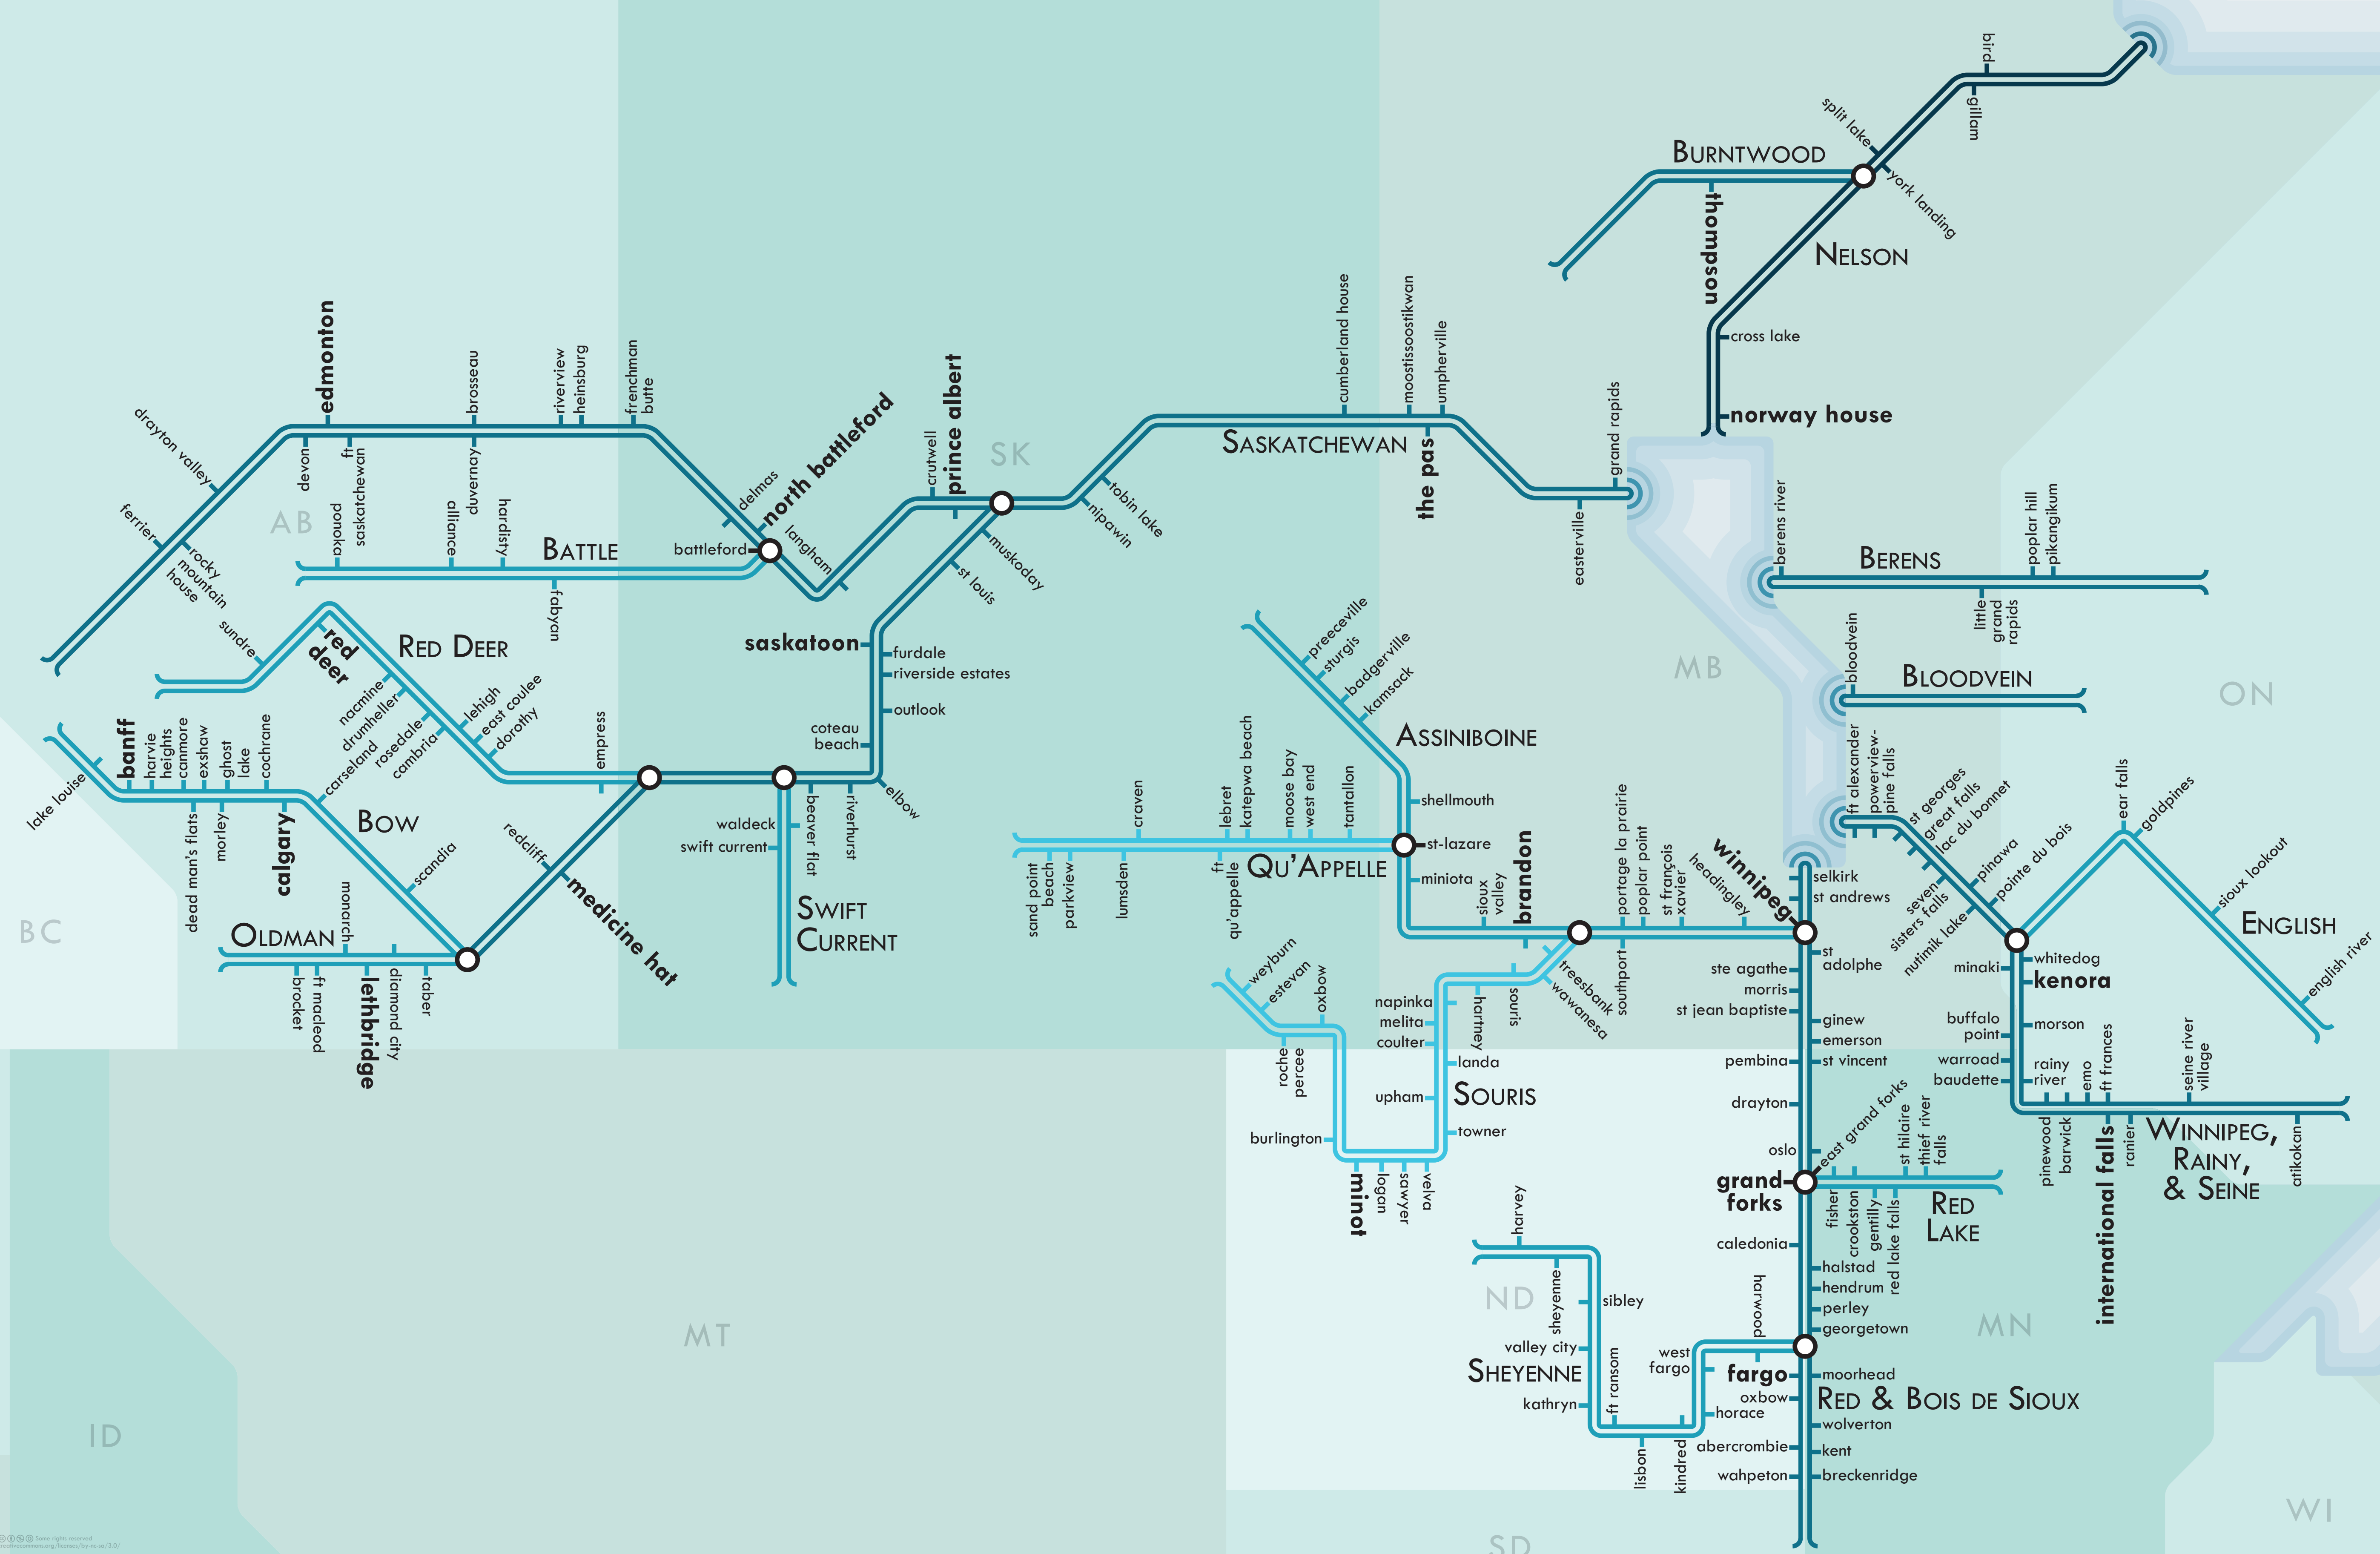 bird
gillam
split lake
york landing
BURNTWOOD
thompson
NELSON
cross lake
norway house
drayton valley
edmonton
brosseau
riverview
heinsburg
frenchman
butte
devon
ft
saskatchewan
duvernay
ferrier
rocky
mountain
house
AB
ponoka
alliance
hardisty
BATTLE
fabyan
delmas
north battleford
battleford
langham
crutwell
prince albert
SK
muskoday
st louis
tobin lake
nipawin
cumberland house
moostissoostikwan
umpherville
SASKATCHEWAN
the pas
grand rapids
easterville
berens river
BERENS
poplar hill
pikangikum
little
grand
rapids
bloodvein
BLOODVEIN
MB
ON
sundre
red
deer
RED DEER
nacmine
drumheller
rosedale
cambria
lehigh
east coulee
dorothy
empress
saskatoon
furdale
riverside estates
outlook
coteau
beach
elbow
riverhurst
beaver flat
waldeck
swift current
SWIFT
CURRENT
lake louise
banff
harvie
heights
canmore
exshaw
ghost
lake
cochrane
dead man's flats
morley
calgary
carseland
BOW
scandia
BC
OLDMAN
monarch
brocket
ft macleod
lethbridge
diamond city
taber
redcliff
medicine hat
preeceville
sturgis
badgerville
kamsack
ASSINIBOINE
shellmouth
st-lazare
miniota
craven
lebret
katepwa beach
moose bay
west end
tantallon
sand point
beach
parkview
lumsden
ft
qu'appelle
QU'APPELLE
sioux
valley
brandon
portage la prairie
poplar point
st françois
xavier
headingley
winnipeg
southport
selkirk
st andrews
ft alexander
powerview-
pine falls
st georges
great falls
lac du bonnet
pinawa
pointe du bois
seven
sisters falls
nutimik lake
ear falls
goldpines
sioux lookout
ENGLISH
english river
whitedog
minaki
kenora
buffalo
point
morson
warroad
baudette
rainy
river
emo
ft frances
seine river
village
pinewood
barwick
international falls
ranier
atikokan
WINNIPEG,
RAINY,
& SEINE
weyburn
estevan
oxbow
roche
percee
burlington
minot
logan
sawyer
velva
towner
upham
SOURIS
landa
coulter
melita
napinka
hartney
souris
treesbank
wawanesa
st
adolphe
ste agathe
morris
st jean baptiste
ginew
emerson
pembina
st vincent
drayton
oslo
east grand forks
grand
forks
st hilaire
thief river
falls
fisher
crookston
gentilly
red lake falls
RED
LAKE
caledonia
halstad
hendrum
perley
georgetown
harwood
fargo
moorhead
oxbow
RED & BOIS DE SIOUX
wolverton
abercrombie
kent
wahpeton
breckenridge
harvey
sheyenne
ND
sibley
valley city
SHEYENNE
kathryn
ft ransom
lisbon
kindred
west
fargo
horace
MN
MT
ID
SD
WI
Some rights reserved